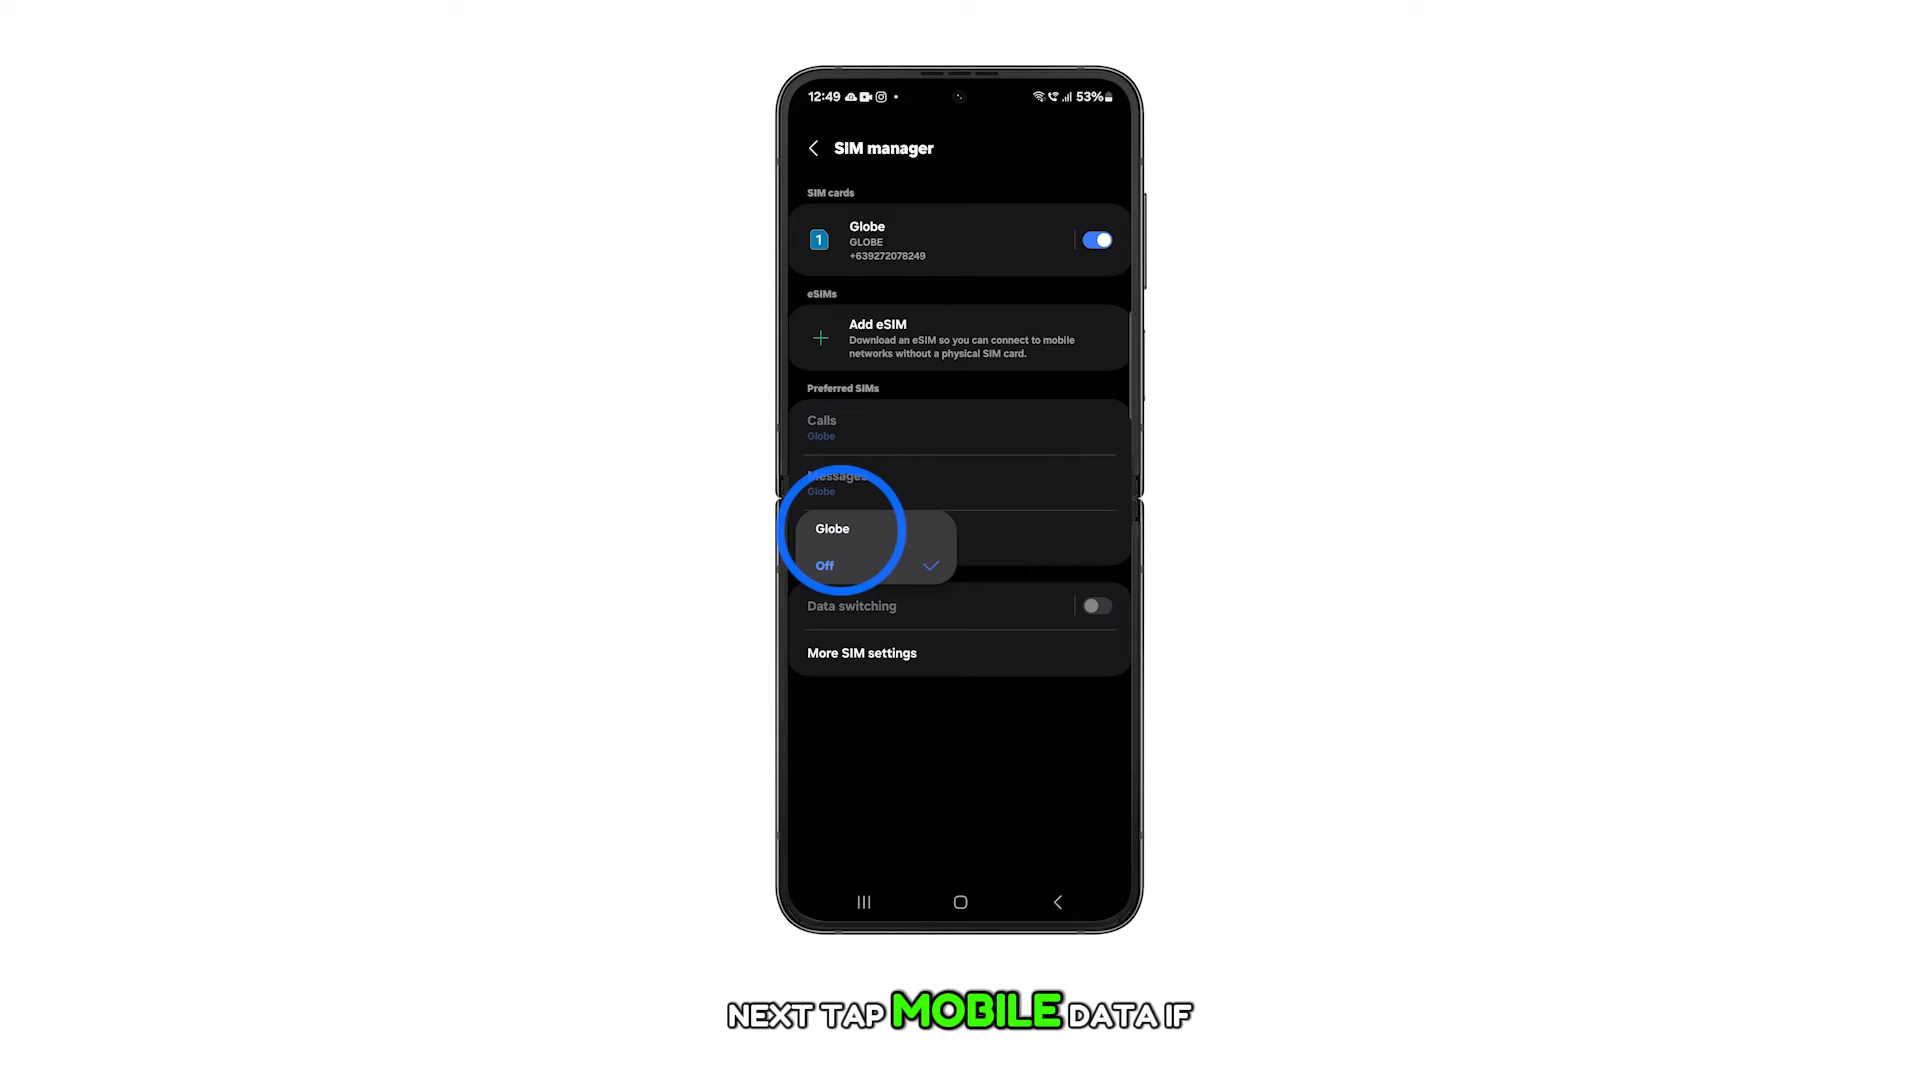 12:49
53%
SIM manager
SIM cards
1
Globe
GLOBE
+639272078249
eSIMs
Add eSIM
Download an eSIM so you can connect to mobile
networks without a physical SIM card.
Preferred SIMs
Calls
Globe
Messages
Globe
Globe
Off
Data switching
More SIM settings
NEXT TAP MOBILE DATA IF